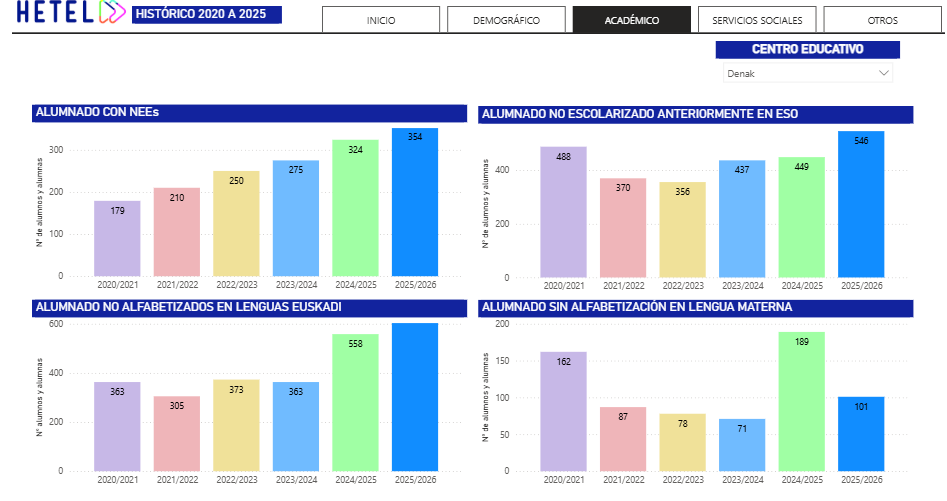 HETEL
HISTÓRICO 2020 A 2025
INICIO
DEMOGRÁFICO
ACADÉMICO
SERVICIOS SOCIALES
OTROS
CENTRO EDUCATIVO
Denak
ALUMNADO CON NEEs
Nº de alumnos y alumnas
300
200
100
0
179
210
250
275
324
354
2020/2021 2021/2022 2022/2023 2023/2024 2024/2025 2025/2026
ALUMNADO NO ESCOLARIZADO ANTERIORMENTE EN ESO
Nº de alumnos y alumnas
400
200
0
488
370
356
437
449
546
2020/2021 2021/2022 2022/2023 2023/2024 2024/2025 2025/2026
ALUMNADO NO ALFABETIZADOS EN LENGUAS EUSKADI
Nº alumnos y alumnas
600
400
200
0
363
305
373
363
558
2020/2021 2021/2022 2022/2023 2023/2024 2024/2025 2025/2026
ALUMNADO SIN ALFABETIZACIÓN EN LENGUA MATERNA
Nº de alumnos y alumnas
200
150
100
50
0
162
87
78
71
189
101
2020/2021 2021/2022 2022/2023 2023/2024 2024/2025 2025/2026